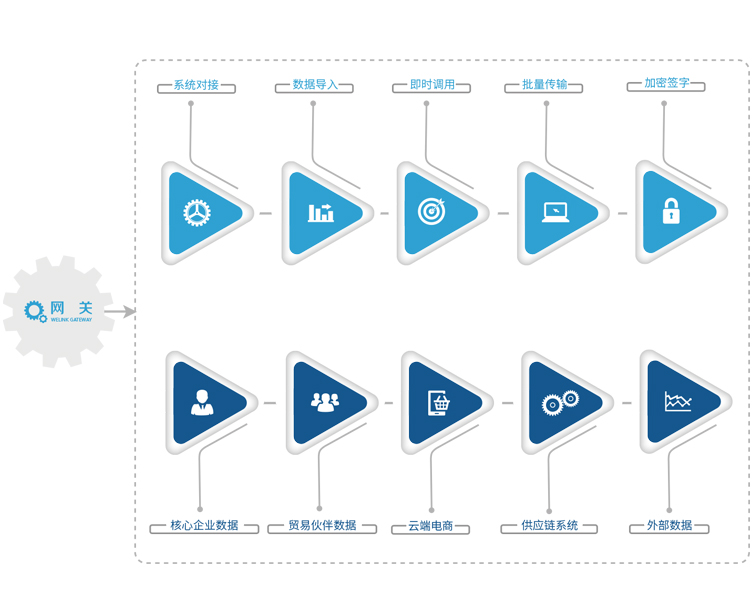 系统对接
数据导入
即时调用
批量传输
加密签字
网 关
WELINK GATEWAY
核心企业数据
贸易伙伴数据
云端电商
供应链系统
外部数据